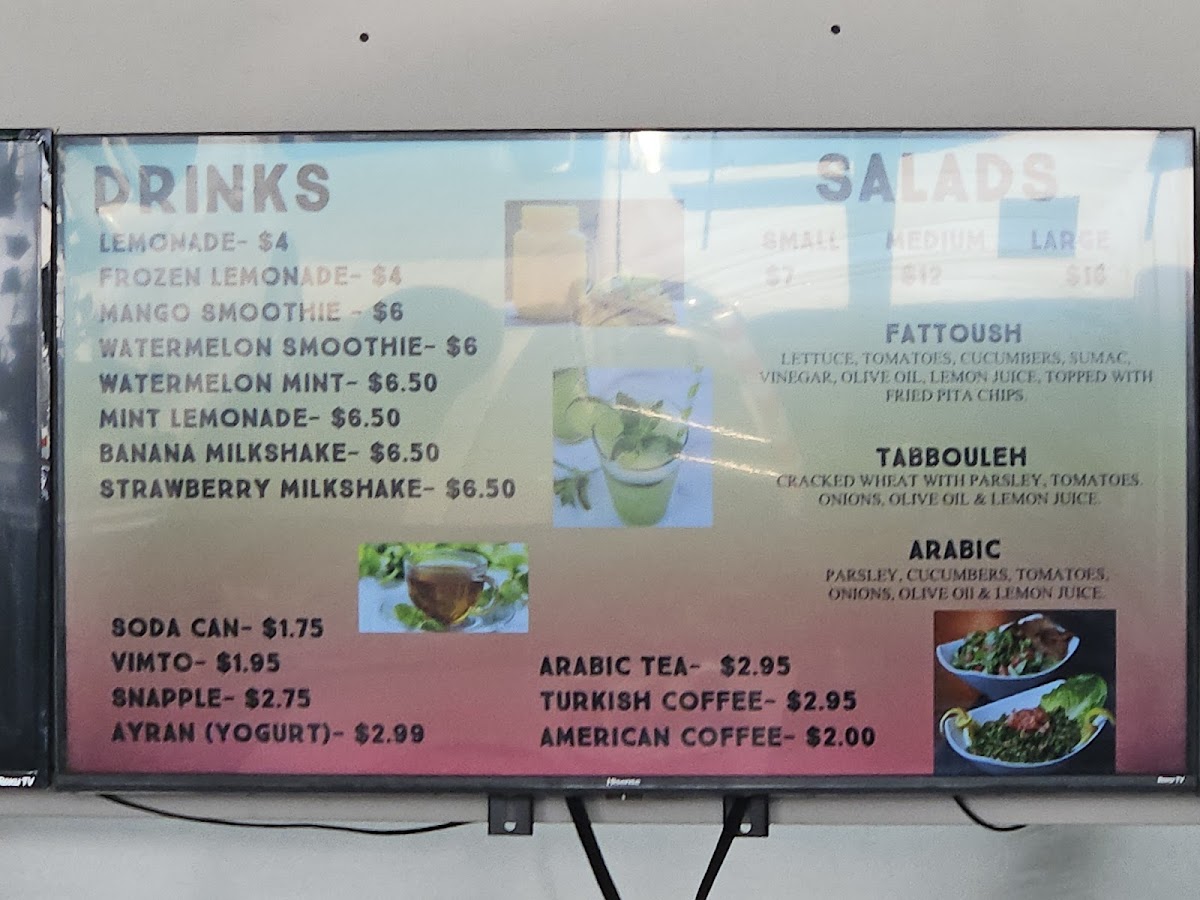 DRINKS
LEMONADE- $4
FROZEN LEMONADE- $4
MANGO SMOOTHIE - $6
WATERMELON SMOOTHIE- $6
WATERMELON MINT- $6.50
MINT LEMONADE- $6.50
BANANA MILKSHAKE- $6.50
STRAWBERRY MILKSHAKE- $6.50
SODA CAN- $1.75
VIMTO- $1.95
SNAPPLE- $2.75
AYRAN (YOGURT)- $2.99
ARABIC TEA- $2.95
TURKISH COFFEE- $2.95
AMERICAN COFFEE- $2.00
SALADS
SMALL MEDIUM LARGE
$7 $12 $16
FATTOUSH
LETTUCE, TOMATOES, CUCUMBERS, SUMAC,
VINEGAR, OLIVE OIL, LEMON JUICE, TOPPED WITH
FRIED PITA CHIPS.
TABBOULEH
CRACKED WHEAT WITH PARSLEY, TOMATOES.
ONIONS, OLIVE OIL & LEMON JUICE.
ARABIC
PARSLEY, CUCUMBERS, TOMATOES,
ONIONS, OLIVE OIl & LEMON JUICE.
Roku TV
Hisense
Roku TV